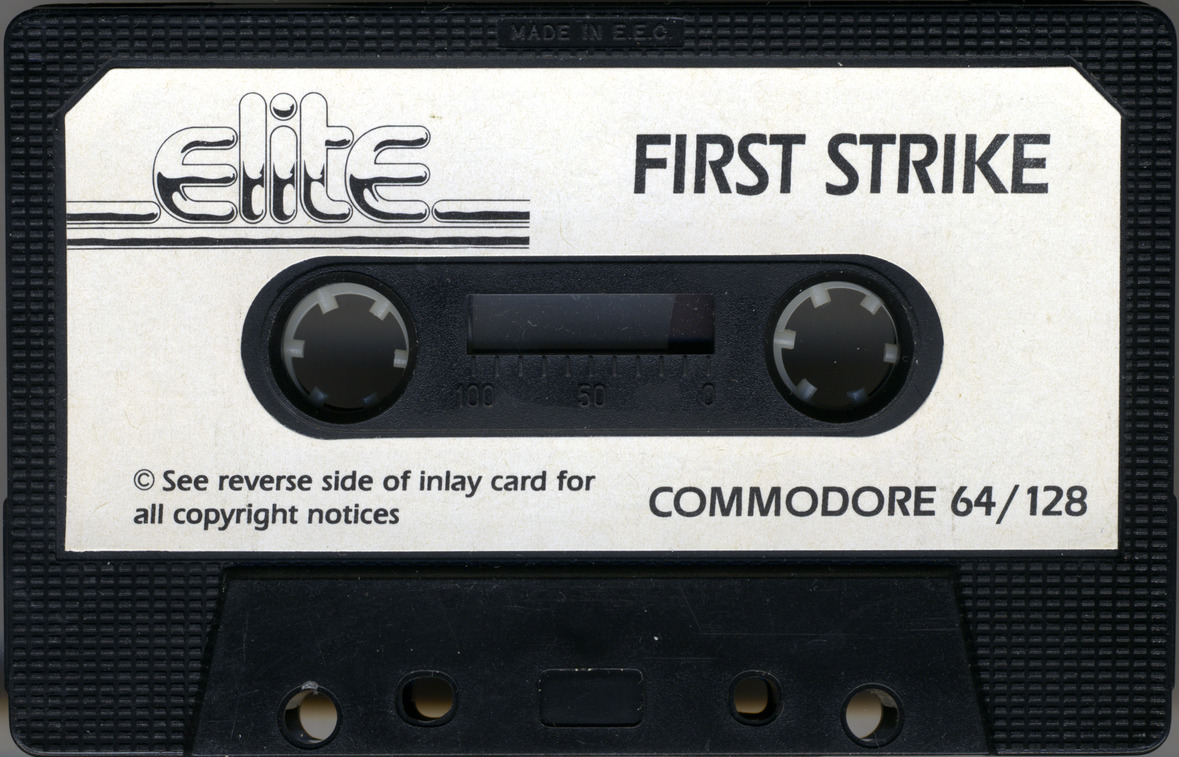 MADE IN E.E.C.
elite
FIRST STRIKE
100 50 0
© See reverse side of inlay card for
all copyright notices
COMMODORE 64/128